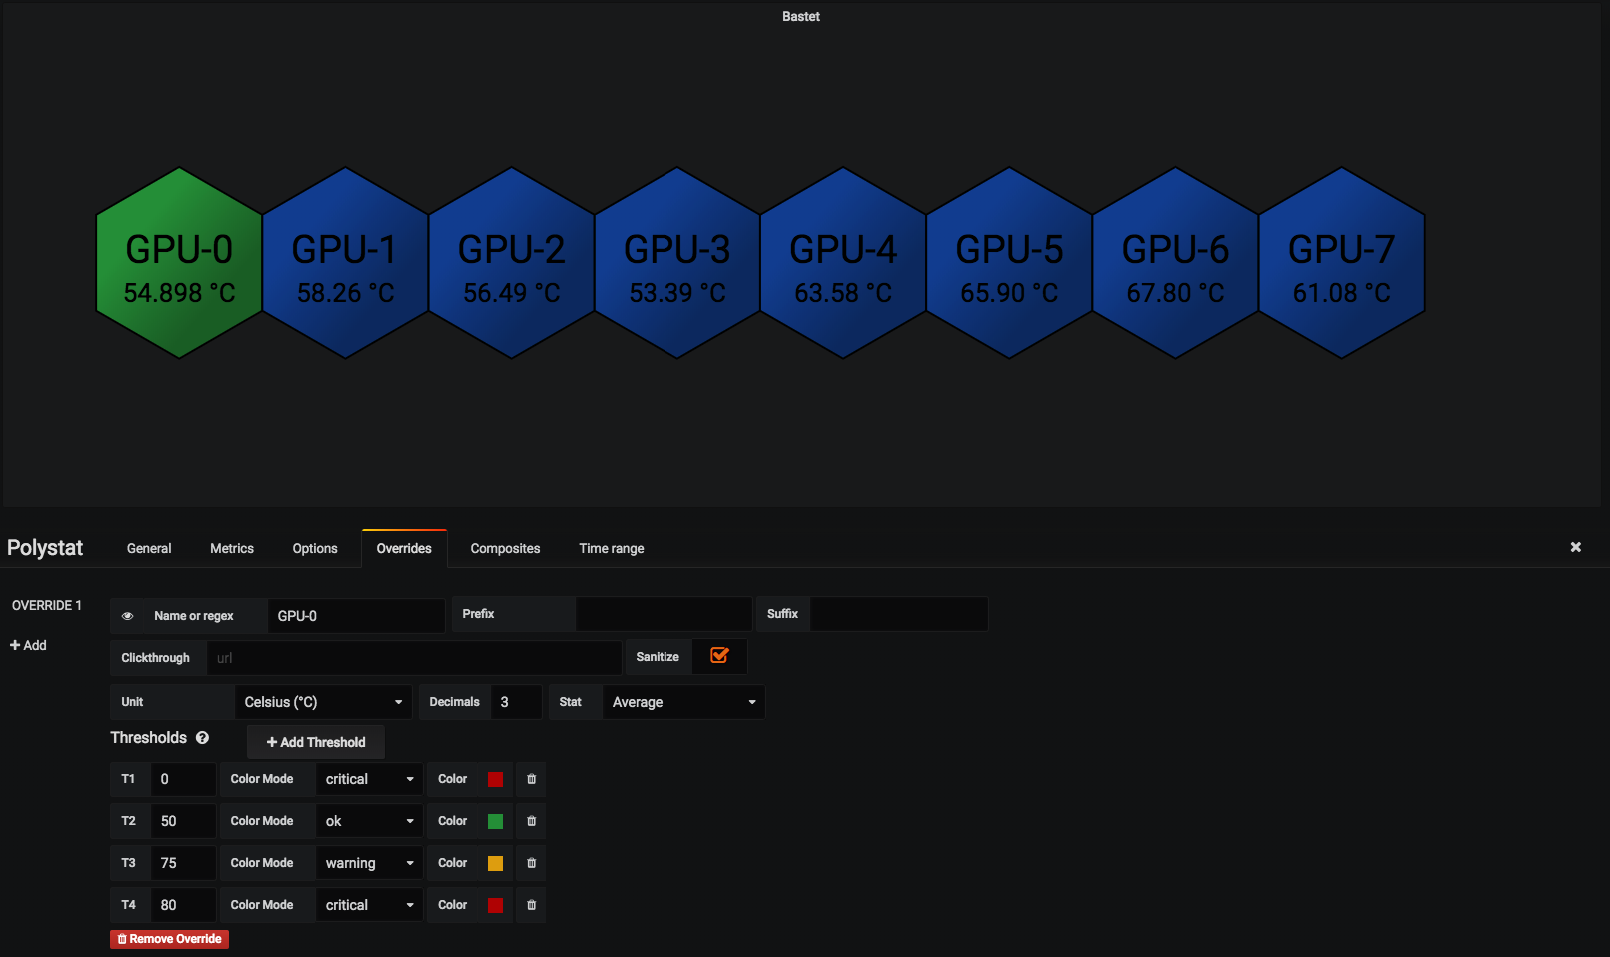 Bastet
GPU-0 GPU-1 GPU-2 GPU-3 GPU-4 GPU-5 GPU-6 GPU-7
54.898 °C 58.26 °C 56.49 °C 53.39 °C 63.58 °C 65.90 °C 67.80 °C 61.08 °C
Polystat General Metrics Options Overrides Composites Time range
OVERRIDE 1
Add
Name or regex GPU-0 Prefix Suffix
Clickthrough url Sanitize
Unit Celsius (°C) Decimals 3 Stat Average
Thresholds Add Threshold
T1 0 Color Mode critical Color
T2 50 Color Mode ok Color
T3 75 Color Mode warning Color
T4 80 Color Mode critical Color
Remove Override